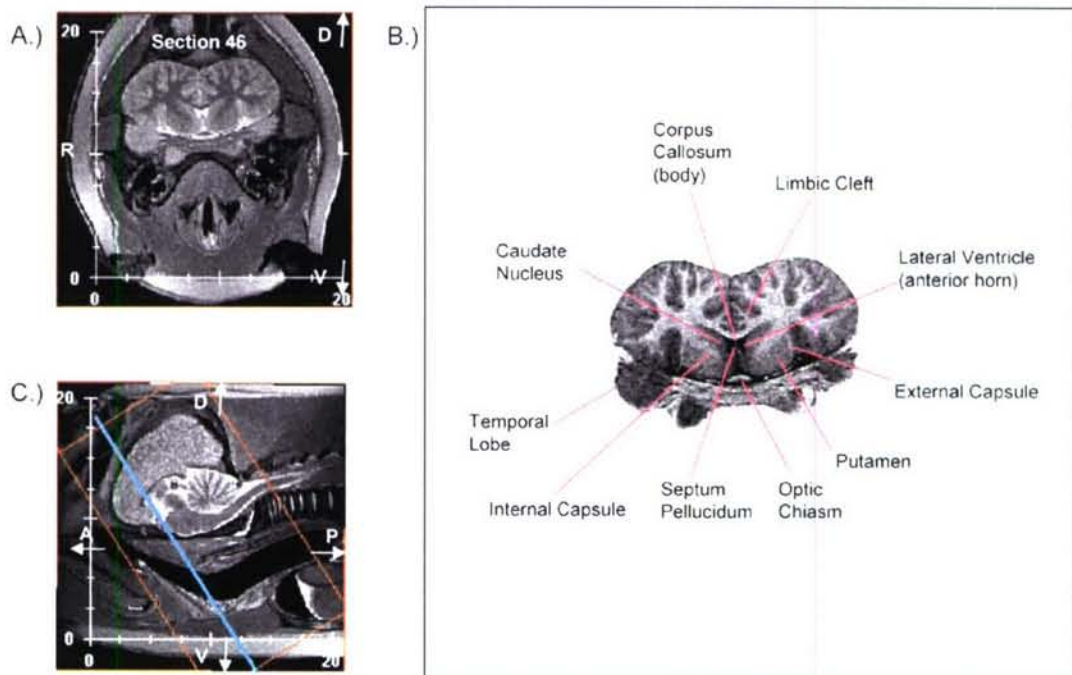 A.)
20
Section 46
D
R
L
V
0
0
20
B.)
Corpus
Callosum
(body)
Limbic Cleft
Caudate
Nucleus
Lateral Ventricle
(anterior horn)
External Capsule
Temporal
Lobe
Putamen
Internal Capsule
Septum
Pellucidum
Optic
Chiasm
C.)
20
D
A
P
0
V
0
20